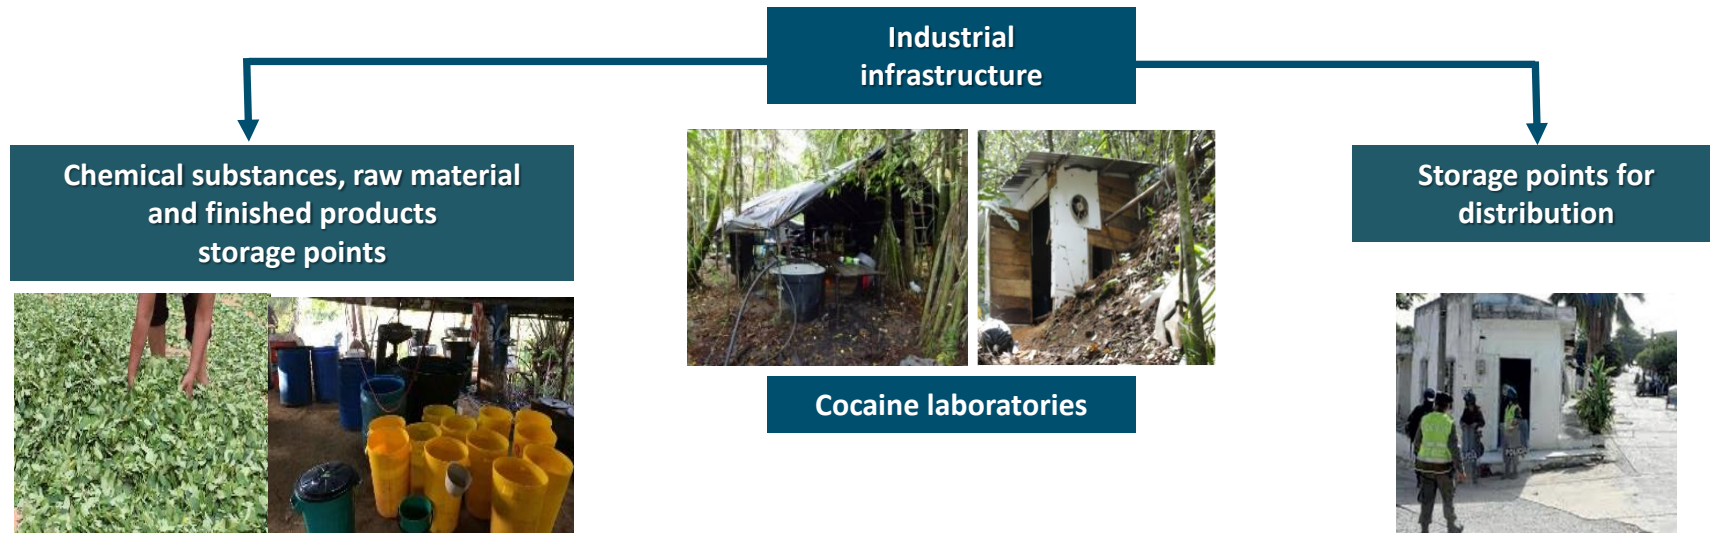 Industrial
infrastructure
Chemical substances, raw material
and finished products
storage points
Storage points for
distribution
Cocaine laboratories